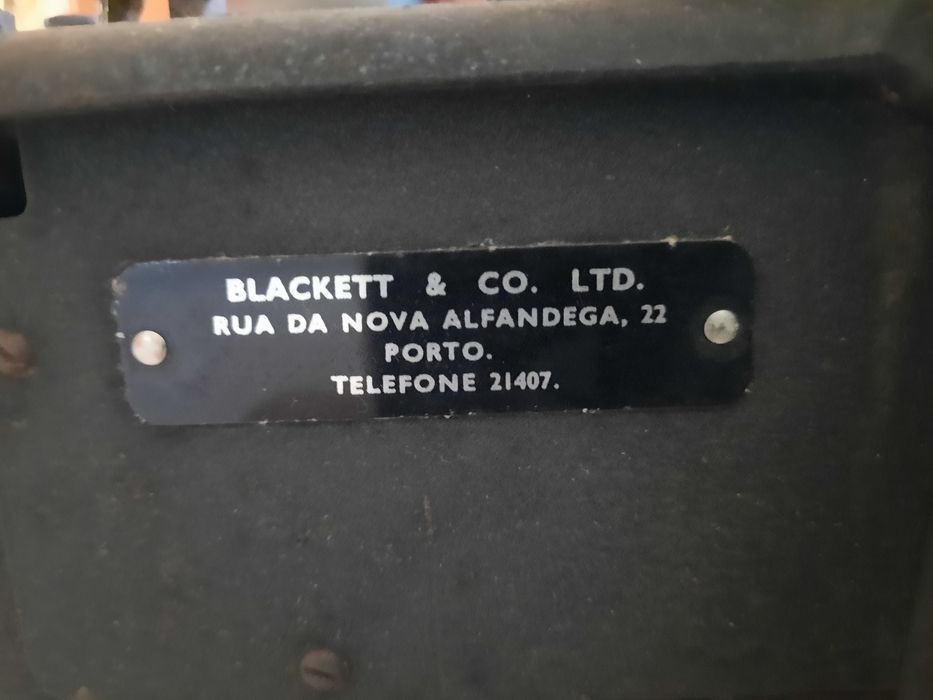 BLACKETT & CO. LTD.
RUA DA NOVA ALFANDEGA, 22
PORTO.
TELEFONE 21407.